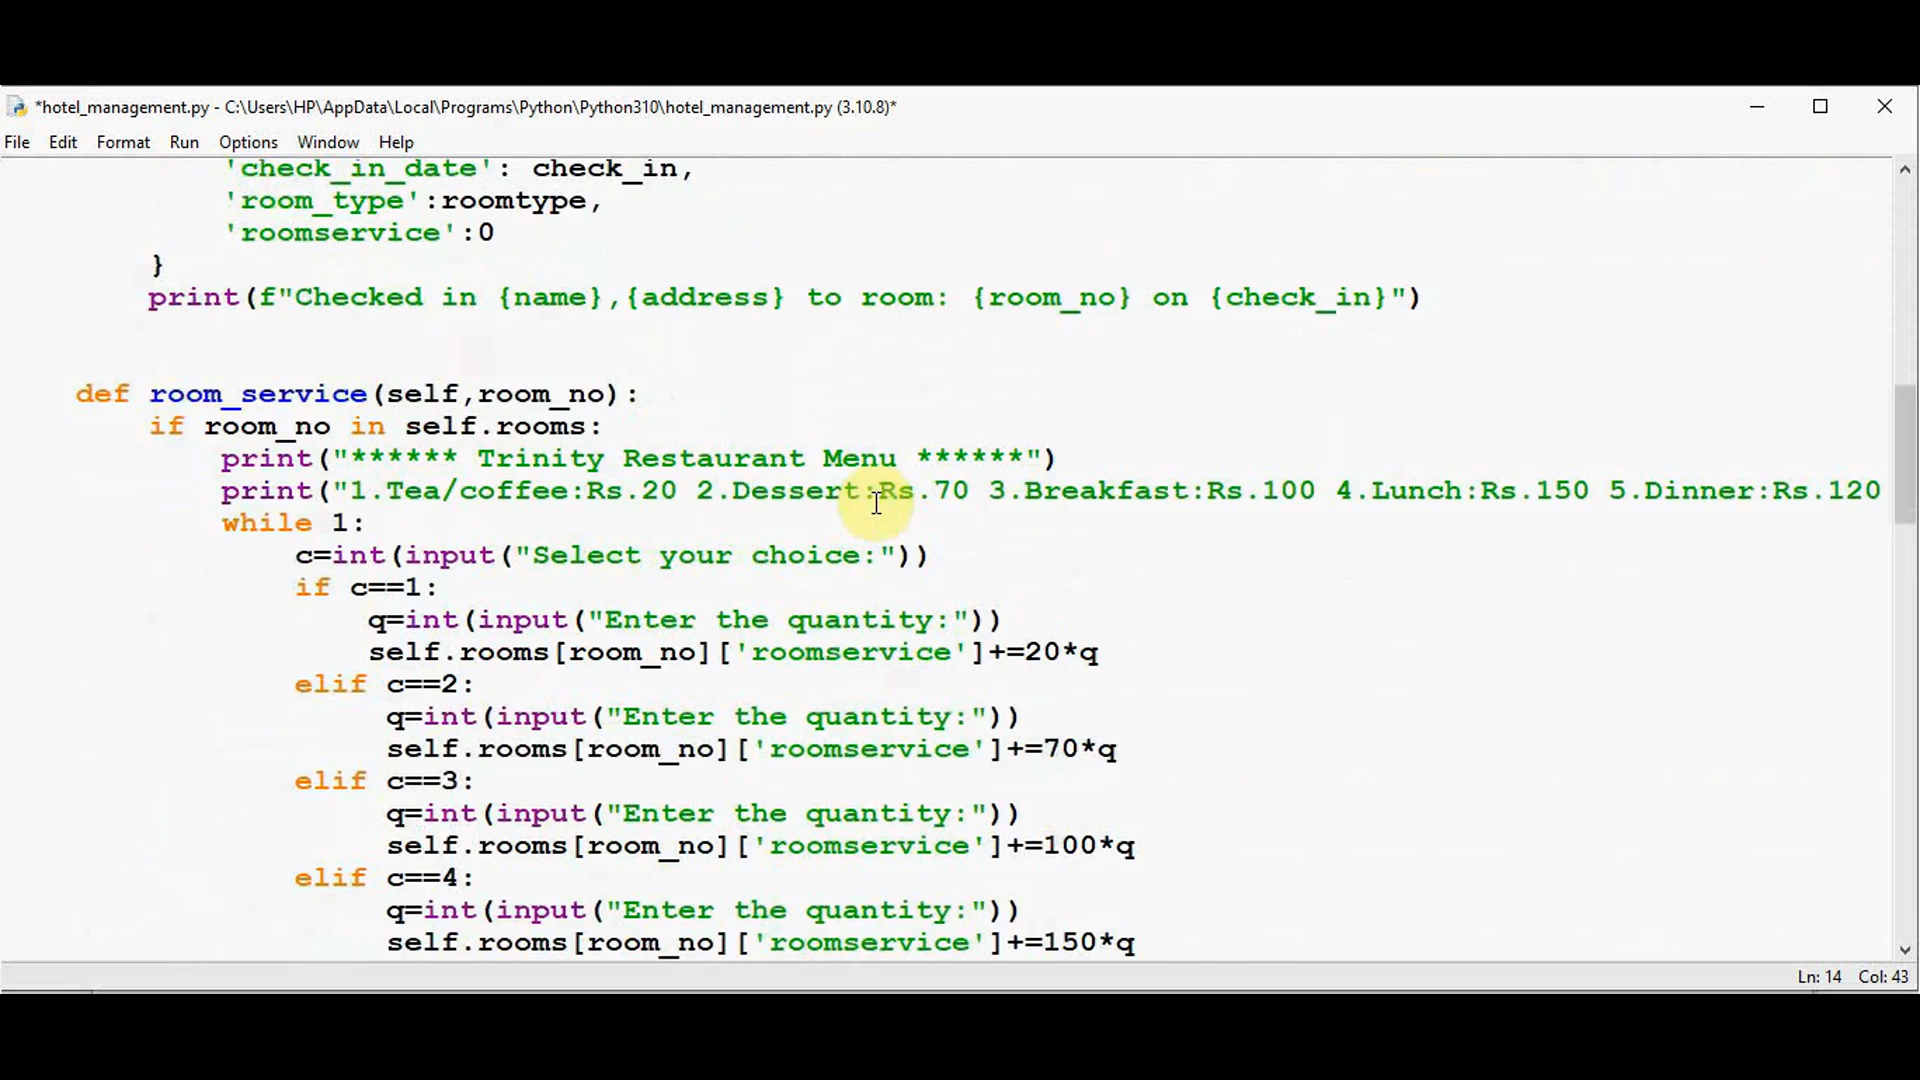 *hotel_management.py - C:\Users\HP\AppData\Local\Programs\Python\Python310\hotel_management.py (3.10.8)*
File Edit Format Run Options Window Help
'check_in_date': check_in,
'room_type':roomtype,
'roomservice':0
}
print(f"Checked in {name},{address} to room: {room_no} on {check_in}")
def room_service(self,room_no):
if room_no in self.rooms:
print("****** Trinity Restaurant Menu ******")
print("1.Tea/coffee:Rs.20 2.Dessert:Rs.70 3.Breakfast:Rs.100 4.Lunch:Rs.150 5.Dinner:Rs.120
while 1:
c=int(input("Select your choice:"))
if c==1:
q=int(input("Enter the quantity:"))
self.rooms[room_no]['roomservice']+=20*q
elif c==2:
q=int(input("Enter the quantity:"))
self.rooms[room_no]['roomservice']+=70*q
elif c==3:
q=int(input("Enter the quantity:"))
self.rooms[room_no]['roomservice']+=100*q
elif c==4:
q=int(input("Enter the quantity:"))
self.rooms[room_no]['roomservice']+=150*q
Ln: 14 Col: 43